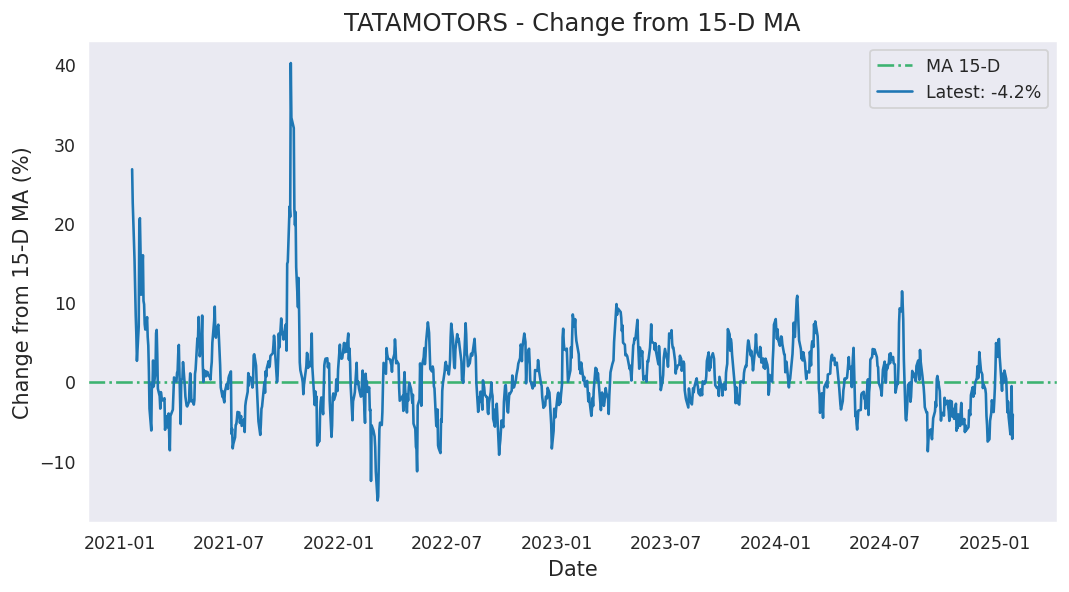 TATAMOTORS - Change from 15-D MA
MA 15-D
Latest: -4.2%
Change from 15-D MA (%)
40
30
20
10
0
−10
2021-01 2021-07 2022-01 2022-07 2023-01 2023-07 2024-01 2024-07 2025-01
Date